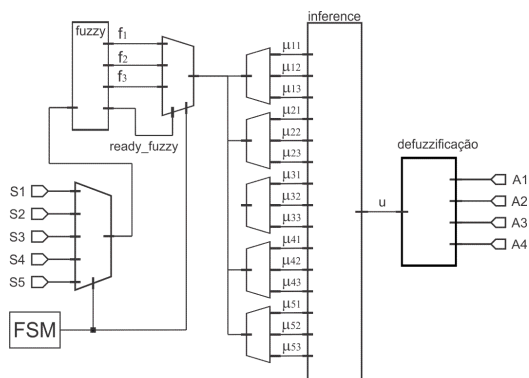 fuzzy
f1
f2
f3
ready_fuzzy
S1
S2
S3
S4
S5
FSM
μ11
μ12
μ13
μ21
μ22
μ23
μ31
μ32
μ33
μ41
μ42
μ43
μ51
μ52
μ53
inference
u
defuzzificação
A1
A2
A3
A4